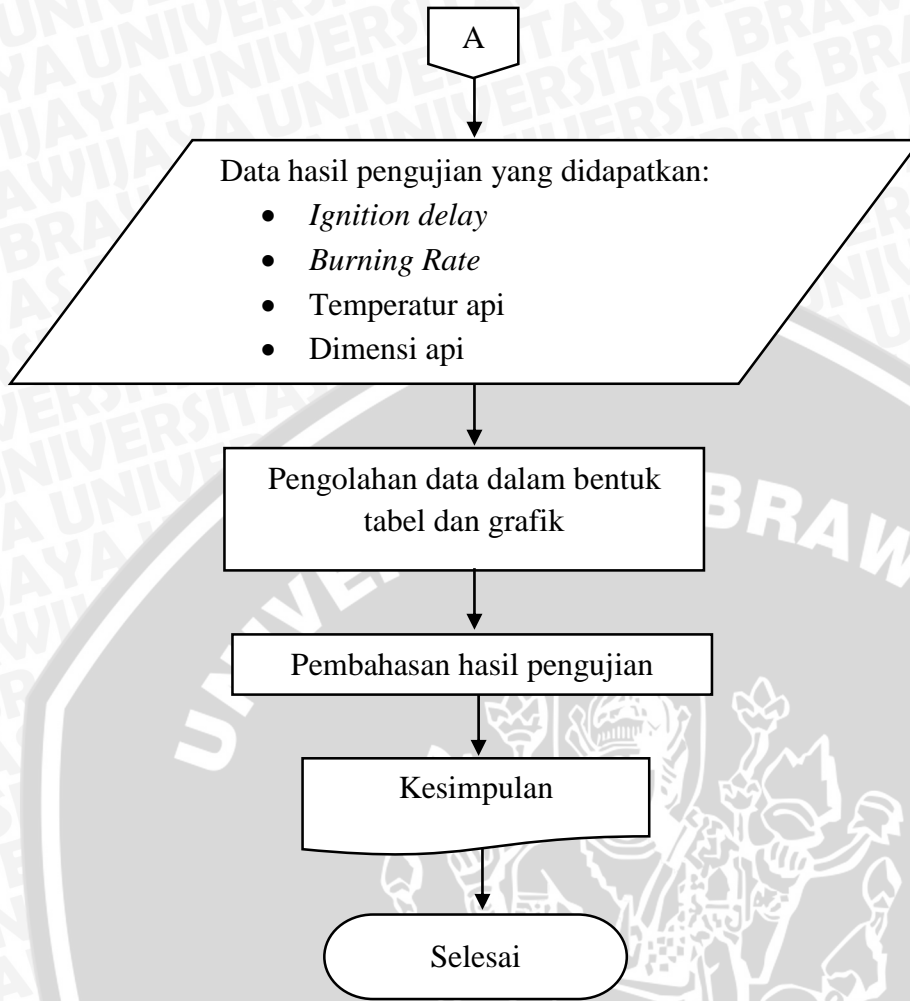 A
Data hasil pengujian yang didapatkan:
• Ignition delay
• Burning Rate
• Temperatur api
• Dimensi api
Pengolahan data dalam bentuk
tabel dan grafik
Pembahasan hasil pengujian
Kesimpulan
Selesai